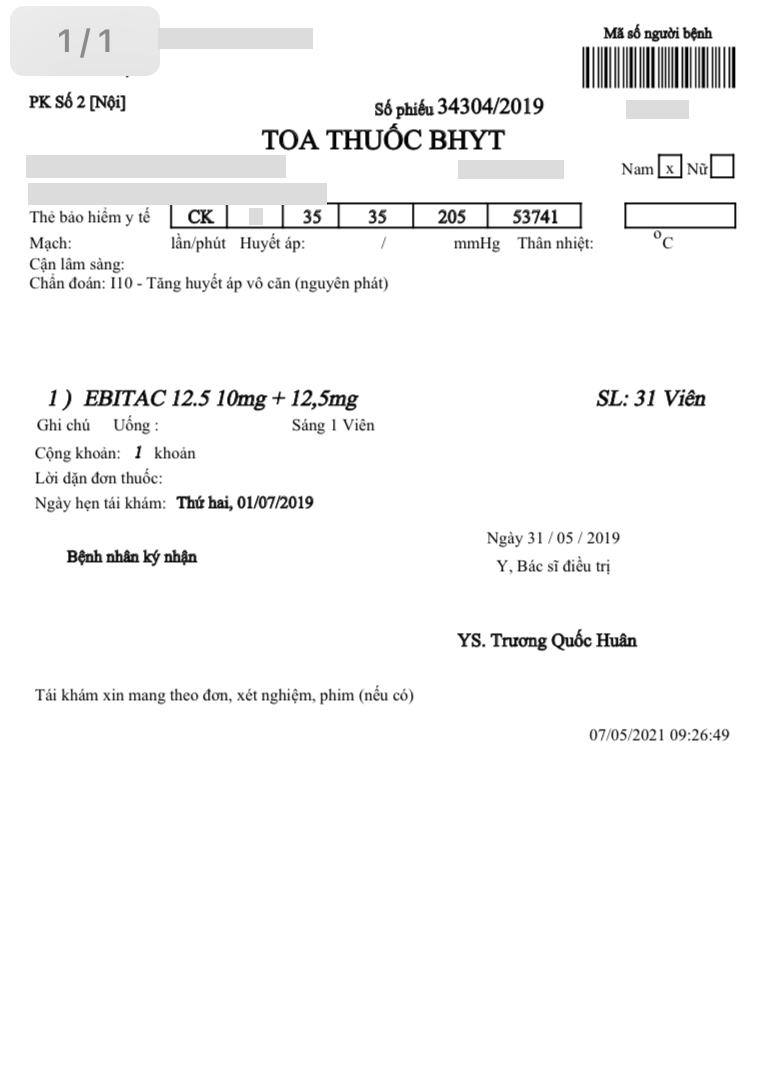 1/1
Mã số người bệnh
PK Số 2 [Nội]
Số phiếu 34304/2019
TOA THUỐC BHYT
Nam x Nữ
Thẻ bảo hiểm y tế CK 35 35 205 53741
Mạch: lần/phút Huyết áp: / mmHg Thân nhiệt: °C
Cận lâm sàng:
Chẩn đoán: I10 - Tăng huyết áp vô căn (nguyên phát)
1 ) EBITAC 12.5 10mg + 12,5mg SL: 31 Viên
Ghi chú Uống : Sáng 1 Viên
Cộng khoản: 1 khoản
Lời dặn đơn thuốc:
Ngày hẹn tái khám: Thứ hai, 01/07/2019
Ngày 31 / 05 / 2019
Bệnh nhân ký nhận
Y, Bác sĩ điều trị
YS. Trương Quốc Huân
Tái khám xin mang theo đơn, xét nghiệm, phim (nếu có)
07/05/2021 09:26:49